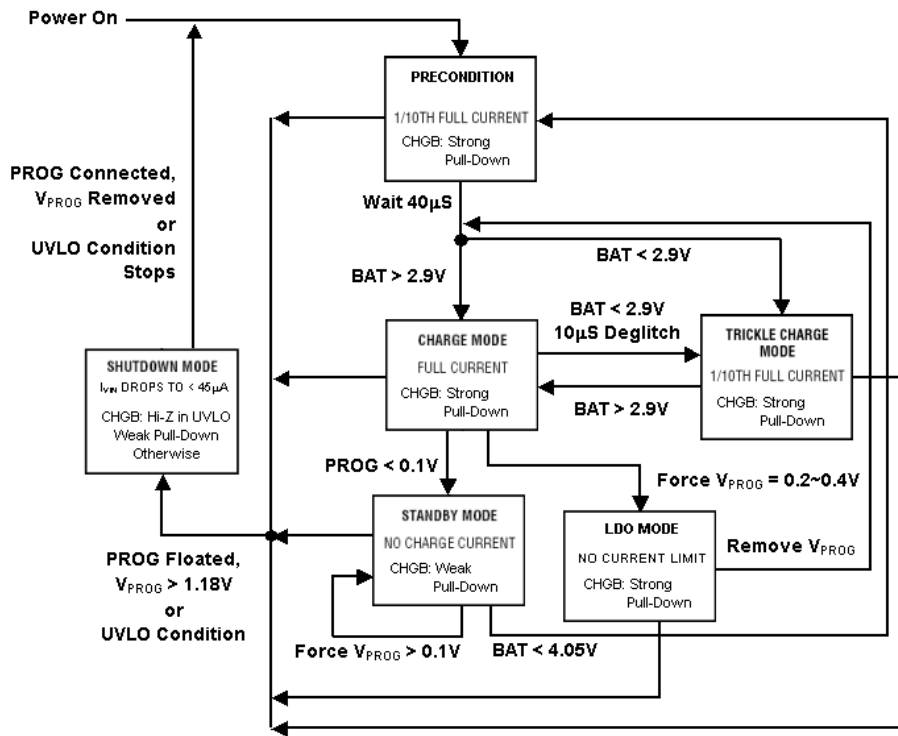 Power On
PRECONDITION
1/10TH FULL CURRENT
CHGB: Strong
Pull-Down
PROG Connected,
VPROG Removed
or
UVLO Condition
Stops
Wait 40µS
BAT < 2.9V
BAT > 2.9V
BAT < 2.9V
10µS Deglitch
CHARGE MODE
FULL CURRENT
CHGB: Strong
Pull-Down
TRICKLE CHARGE
MODE
1/10TH FULL CURRENT
CHGB: Strong
Pull-Down
SHUTDOWN MODE
IVIN DROPS TO < 45µA
CHGB: Hi-Z in UVLO
Weak Pull-Down
Otherwise
BAT > 2.9V
PROG < 0.1V
Force VPROG = 0.2~0.4V
STANDBY MODE
NO CHARGE CURRENT
CHGB: Weak
Pull-Down
LDO MODE
NO CURRENT LIMIT
CHGB: Strong
Pull-Down
Remove VPROG
PROG Floated,
VPROG > 1.18V
or
UVLO Condition
Force VPROG > 0.1V
BAT < 4.05V